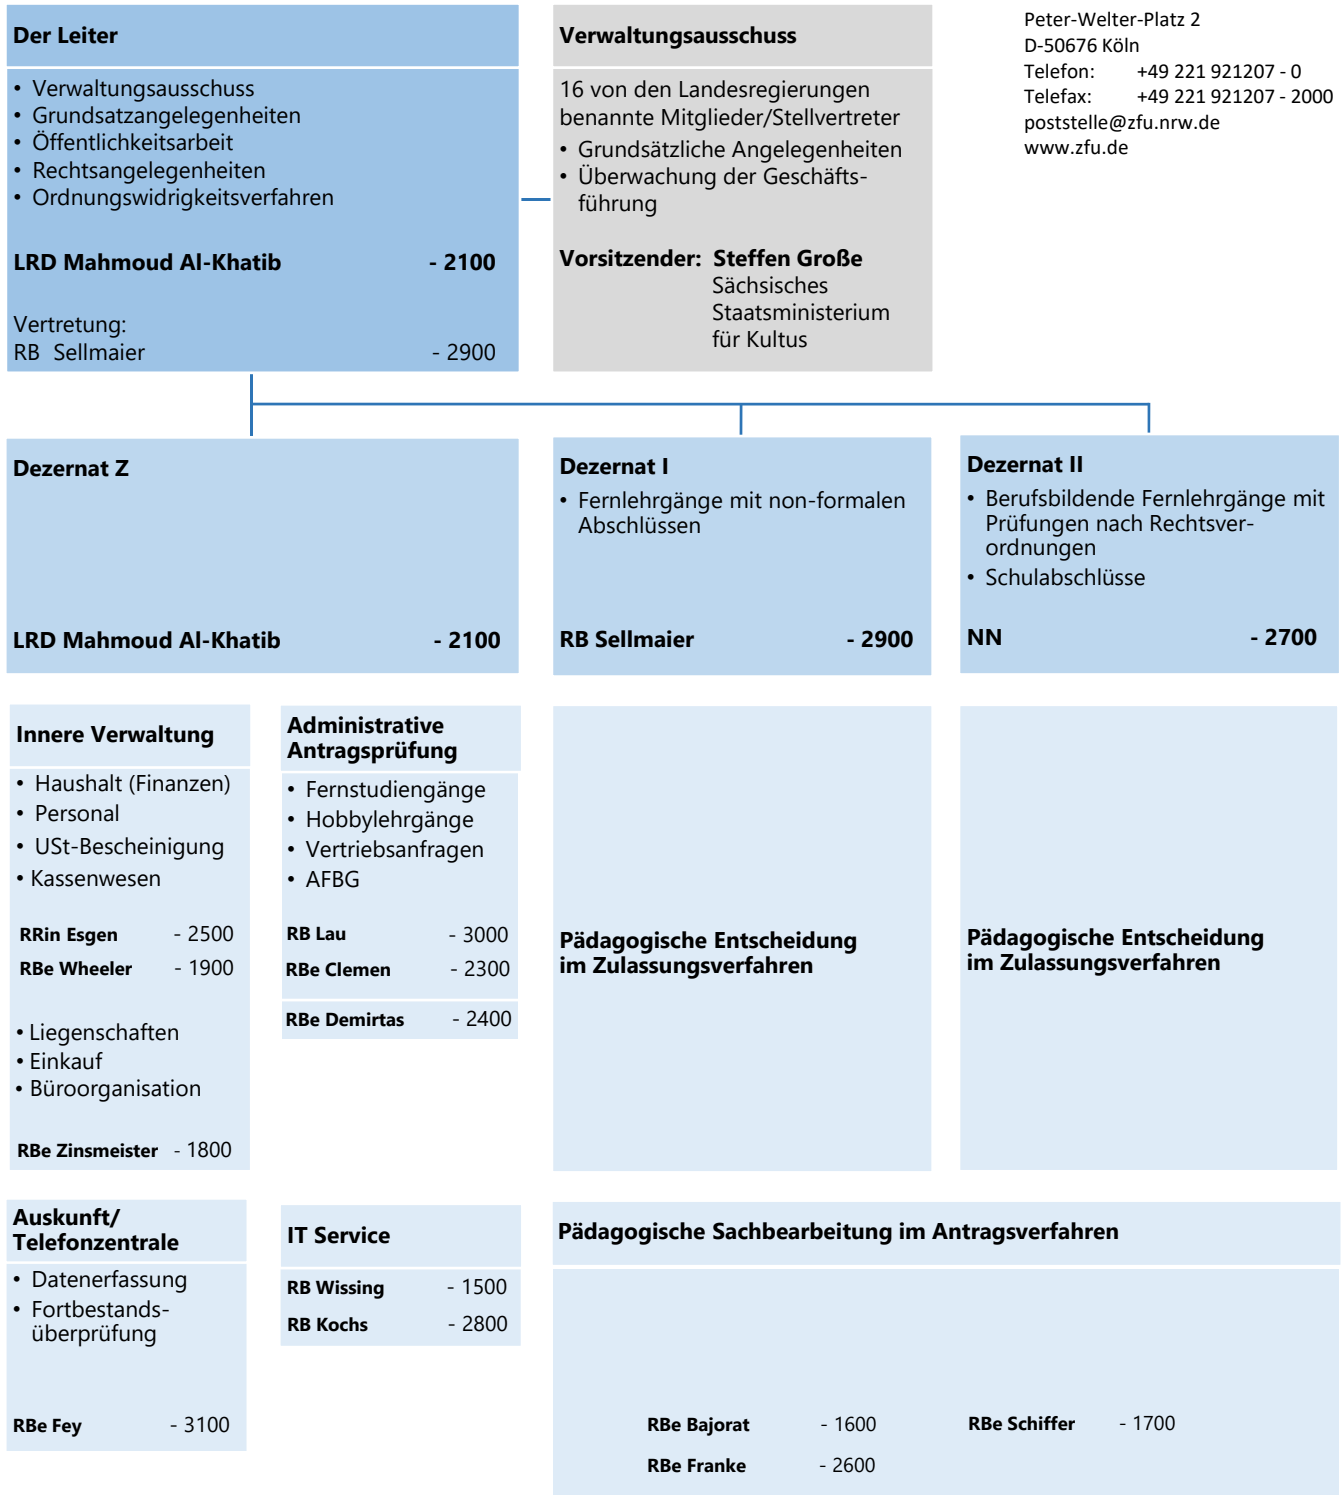 Der Leiter
• Verwaltungsausschuss
• Grundsatzangelegenheiten
• Öffentlichkeitsarbeit
• Rechtsangelegenheiten
• Ordnungswidrigkeitsverfahren
LRD Mahmoud Al-Khatib - 2100
Vertretung:
RB Sellmaier - 2900
Verwaltungsausschuss
16 von den Landesregierungen
benannte Mitglieder/Stellvertreter
• Grundsätzliche Angelegenheiten
• Überwachung der Geschäfts-
führung
Vorsitzender: Steffen Große
Sächsisches
Staatsministerium
für Kultus
Peter-Welter-Platz 2
D-50676 Köln
Telefon: +49 221 921207 - 0
Telefax: +49 221 921207 - 2000
poststelle@zfu.nrw.de
www.zfu.de
Dezernat Z
LRD Mahmoud Al-Khatib - 2100
Dezernat I
• Fernlehrgänge mit non-formalen
Abschlüssen
RB Sellmaier - 2900
Dezernat II
• Berufsbildende Fernlehrgänge mit
Prüfungen nach Rechtsver-
ordnungen
• Schulabschlüsse
NN - 2700
Innere Verwaltung
• Haushalt (Finanzen)
• Personal
• USt-Bescheinigung
• Kassenwesen
RRin Esgen - 2500
RBe Wheeler - 1900
• Liegenschaften
• Einkauf
• Büroorganisation
RBe Zinsmeister - 1800
Administrative
Antragsprüfung
• Fernstudiengänge
• Hobbylehrgänge
• Vertriebsanfragen
• AFBG
RB Lau - 3000
RBe Clemen - 2300
RBe Demirtas - 2400
Pädagogische Entscheidung
im Zulassungsverfahren
Pädagogische Entscheidung
im Zulassungsverfahren
Auskunft/
Telefonzentrale
• Datenerfassung
• Fortbestands-
überprüfung
RBe Fey - 3100
IT Service
RB Wissing - 1500
RB Kochs - 2800
Pädagogische Sachbearbeitung im Antragsverfahren
RBe Bajorat - 1600 RBe Schiffer - 1700
RBe Franke - 2600